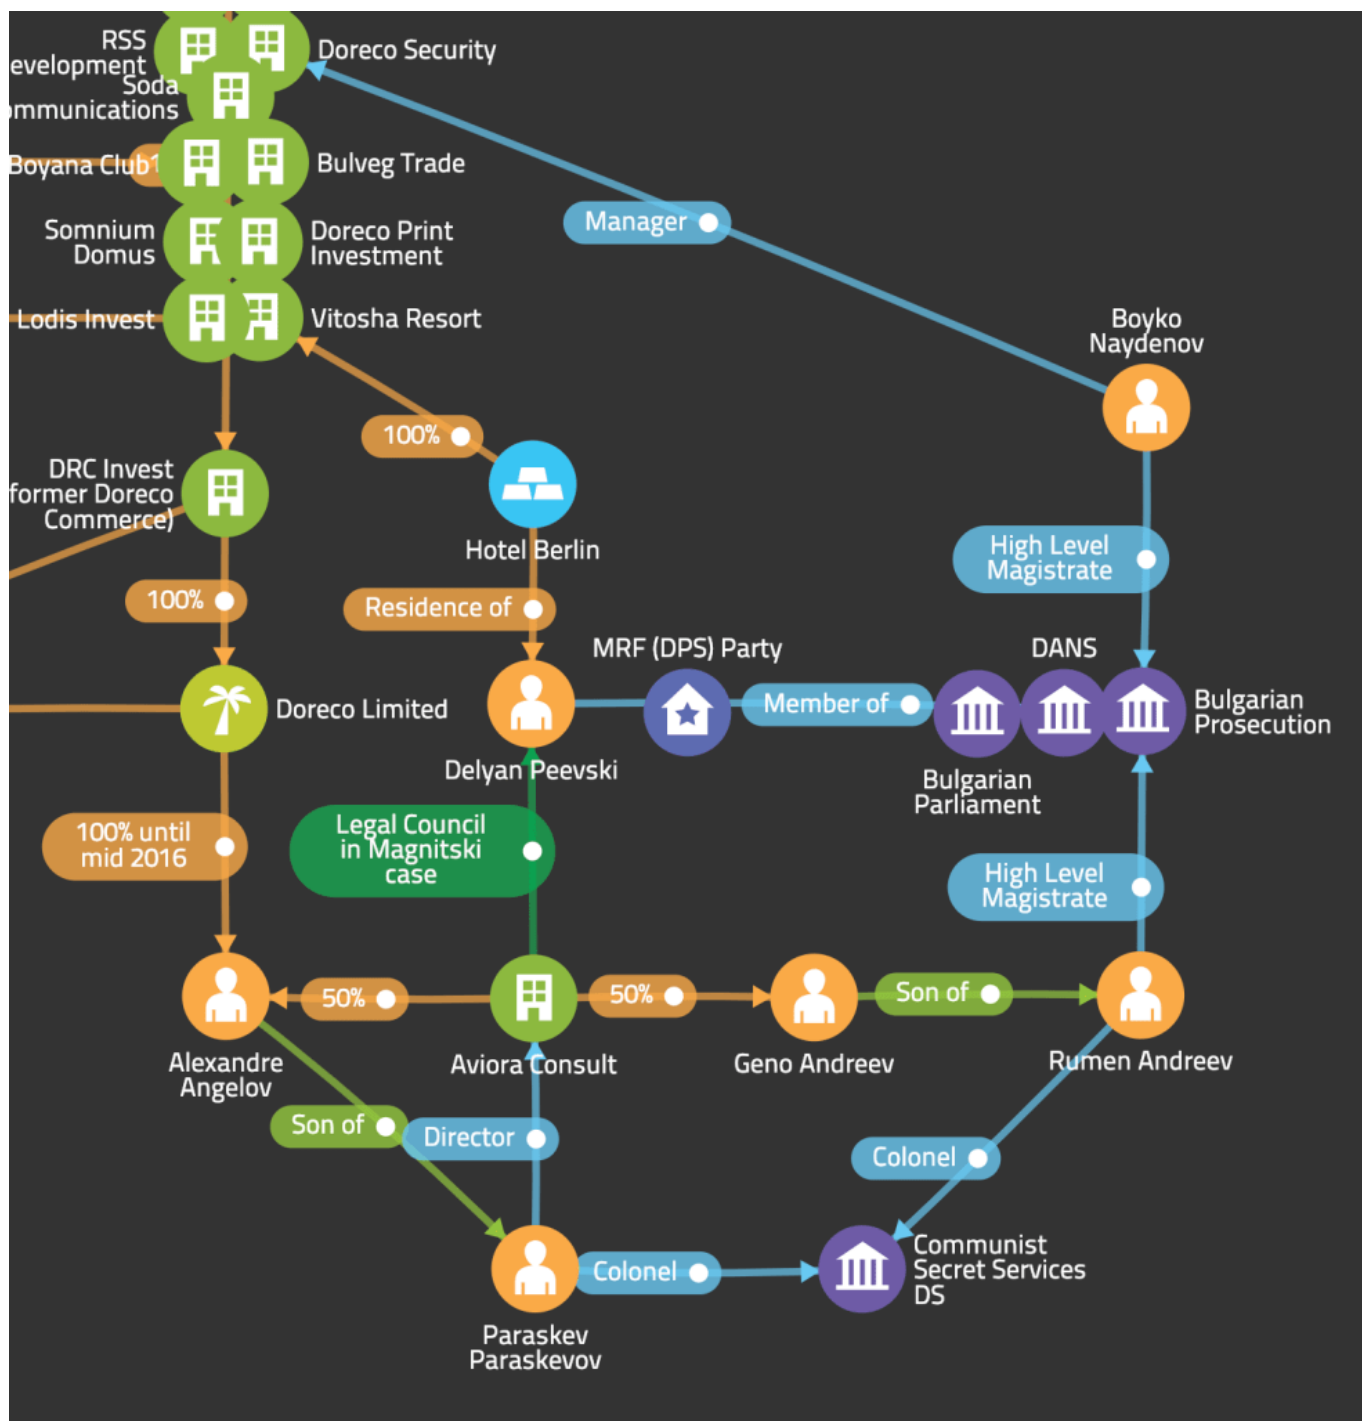 RSS
evelopment
Doreco Security
Soda
ommunications
Boyana Club
Bulveg Trade
Manager
Somnium
Domus
Doreco Print
Investment
Lodis Invest
Vitosha Resort
Boyko
Naydenov
100%
DRC Invest
former Doreco
Commerce)
Hotel Berlin
High Level
Magistrate
100%
Residence of
MRF (DPS) Party
DANS
Doreco Limited
Member of
Bulgarian
Prosecution
Delyan Peevski
Bulgarian
Parliament
100% until
mid 2016
Legal Council
in Magnitski
case
High Level
Magistrate
50%
50%
Son of
Alexandre
Angelov
Aviora Consult
Geno Andreev
Rumen Andreev
Son of
Director
Colonel
Colonel
Communist
Secret Services
DS
Paraskev
Paraskevov